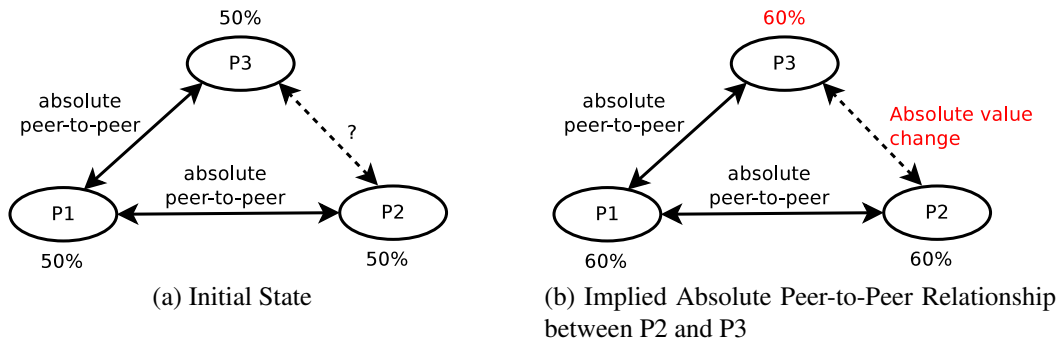 50%
P3
absolute
peer-to-peer
?
absolute
peer-to-peer
P1
P2
50%
50%
(a) Initial State
60%
P3
absolute
peer-to-peer
Absolute value
change
absolute
peer-to-peer
P1
P2
60%
60%
(b) Implied Absolute Peer-to-Peer Relationship
between P2 and P3